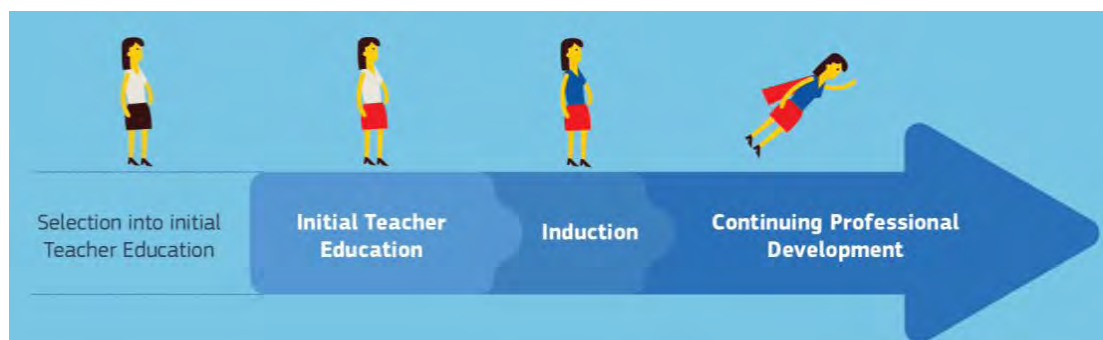 Selection into initial
Teacher Education
Initial Teacher
Education
Induction
Continuing Professional
Development